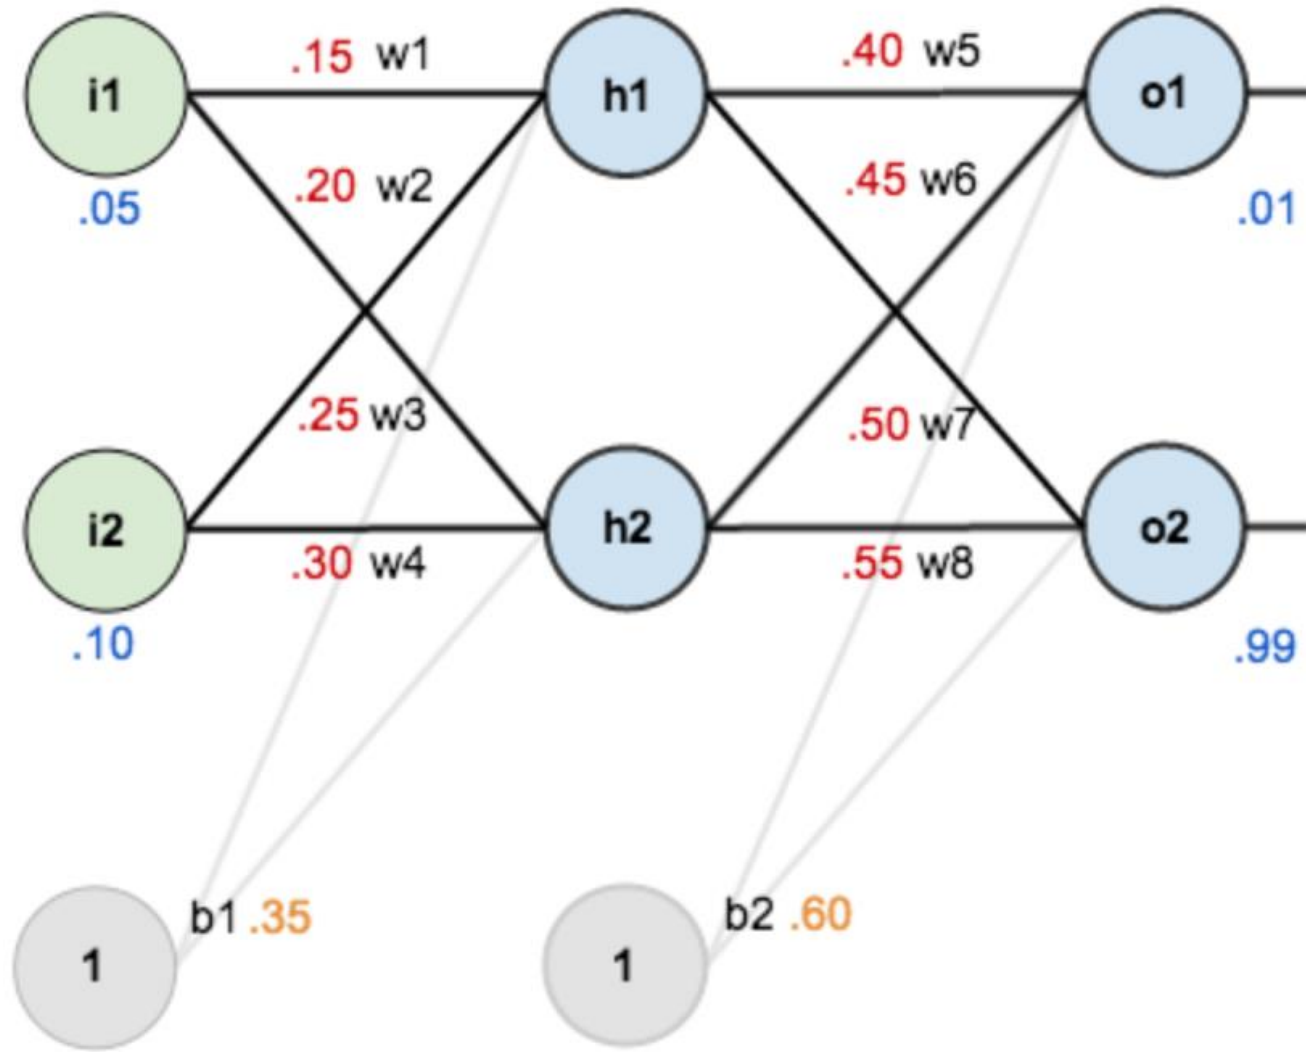 .15 w1
.40 w5
i1
h1
o1
.05
.20 w2
.45 w6
.01
.25 w3
.50 w7
i2
h2
o2
.30 w4
.55 w8
.10
.99
b1 .35
b2 .60
1
1